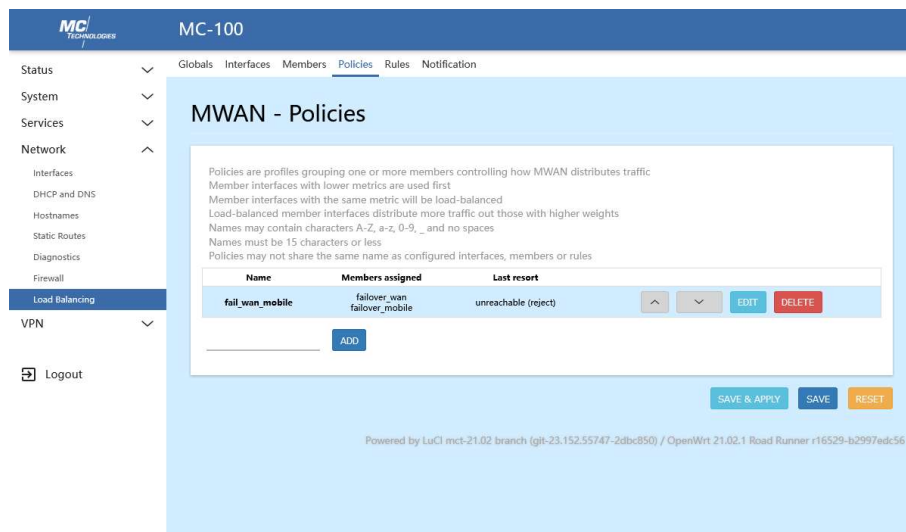 MC
TECHNOLOGIES
MC-100
Status
System
Services
Network
Interfaces
DHCP and DNS
Hostnames
Static Routes
Diagnostics
Firewall
Load Balancing
VPN
Logout
Globals Interfaces Members Policies Rules Notification
MWAN - Policies
Policies are profiles grouping one or more members controlling how MWAN distributes traffic
Member interfaces with lower metrics are used first
Member interfaces with the same metric will be load-balanced
Load-balanced member interfaces distribute more traffic out those with higher weights
Names may contain characters A-Z, a-z, 0-9, _ and no spaces
Names must be 15 characters or less
Policies may not share the same name as configured interfaces, members or rules
Name Members assigned Last resort
fail_wan_mobile failover_wan unreachable (reject) EDIT DELETE
failover_mobile
ADD
SAVE & APPLY SAVE RESET
Powered by LuCI mct-21.02 branch (git-23.152.55747-2dbc850) / OpenWrt 21.02.1 Road Runner r16529-b2997edc56